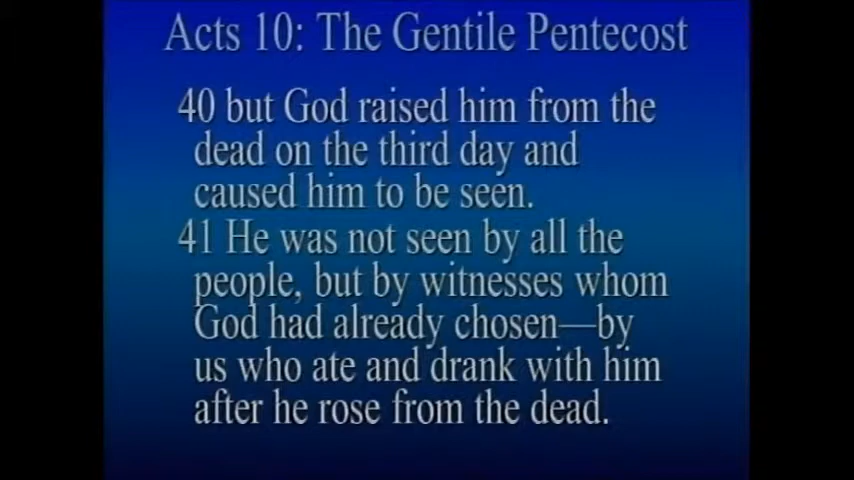 Acts 10: The Gentile Pentecost
40 but God raised him from the
dead on the third day and
caused him to be seen.
41 He was not seen by all the
people, but by witnesses whom
God had already chosen—by
us who ate and drank with him
after he rose from the dead.